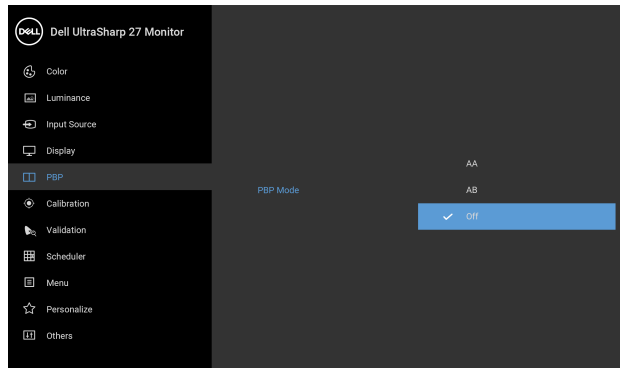 DELL
Dell UltraSharp 27 Monitor
Color
Luminance
Input Source
Display
PBP
Calibration
Validation
Scheduler
Menu
Personalize
Others
PBP Mode
AA
AB
Off